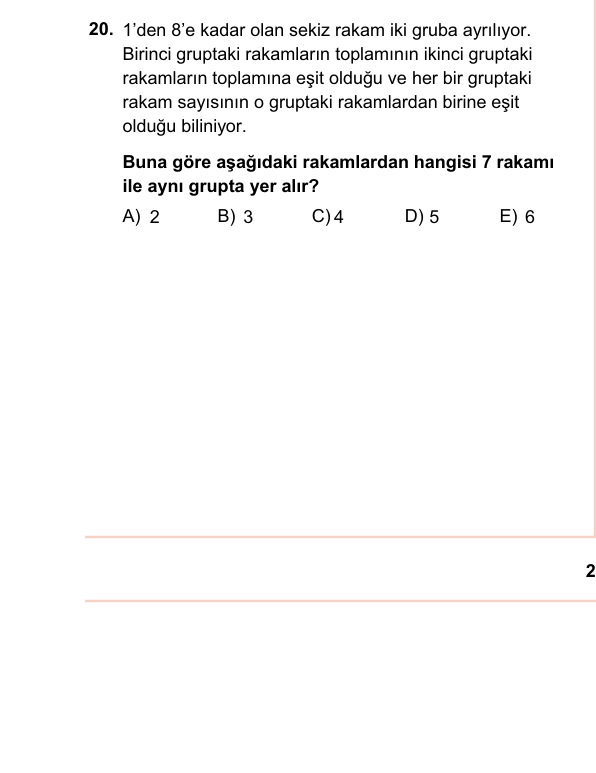 20. 1’den 8’e kadar olan sekiz rakam iki gruba ayrılıyor.
Birinci gruptaki rakamların toplamının ikinci gruptaki
rakamların toplamına eşit olduğu ve her bir gruptaki
rakam sayısının o gruptaki rakamlardan birine eşit
olduğu biliniyor.
Buna göre aşağıdaki rakamlardan hangisi 7 rakamı
ile aynı grupta yer alır?
A) 2 B) 3 C) 4 D) 5 E) 6
2